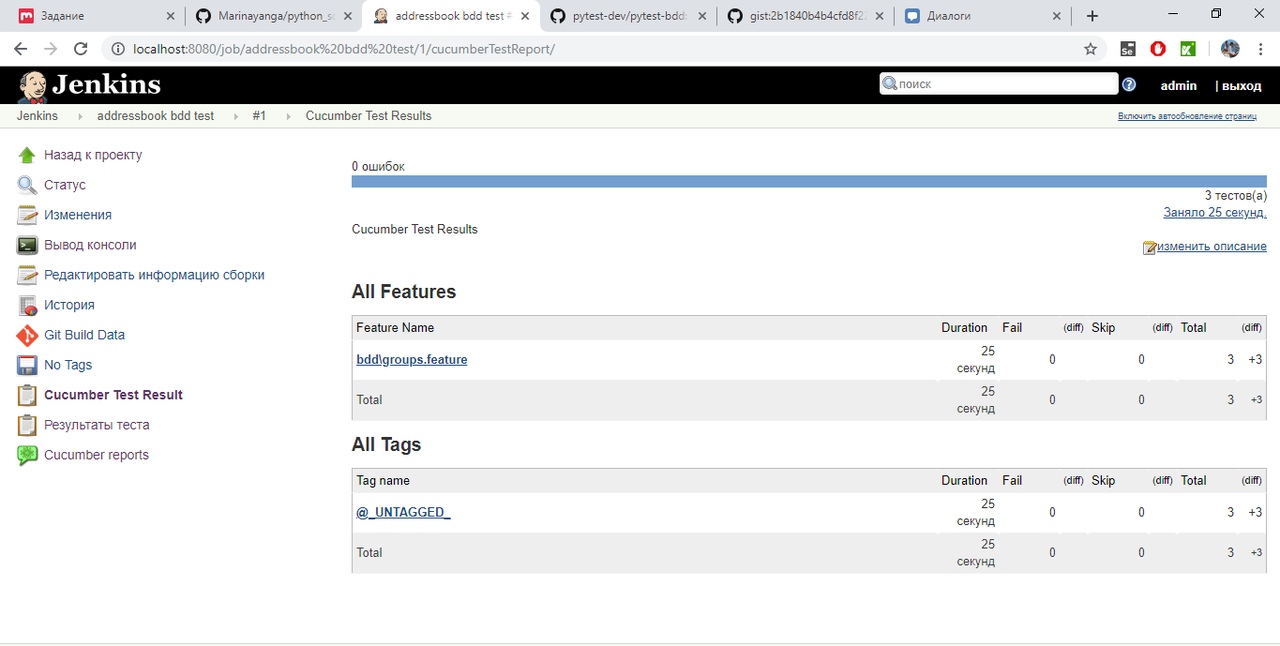 Задание
Marinayanga/python_s
addressbook bdd test #
pytest-dev/pytest-bdd:
gist:2b1840b4b4cfd8f2
Диалоги
localhost:8080/job/addressbook%20bdd%20test/1/cucumberTestReport/
Jenkins
поиск
admin
| выход
Jenkins
addressbook bdd test
#1
Cucumber Test Results
Включить автообновление страниц
Назад к проекту
Статус
Изменения
Вывод консоли
Редактировать информацию сборки
История
Git Build Data
No Tags
Cucumber Test Result
Результаты теста
Cucumber reports
0 ошибок
3 тестов(а)
Заняло 25 секунд.
Cucumber Test Results
изменить описание
All Features
Feature Name Duration Fail (diff) Skip (diff) Total (diff)
bdd\groups.feature 25 секунд 0 0 3 +3
Total 25 секунд 0 0 3 +3
All Tags
Tag name Duration Fail (diff) Skip (diff) Total (diff)
@_UNTAGGED_ 25 секунд 0 0 3 +3
Total 25 секунд 0 0 3 +3